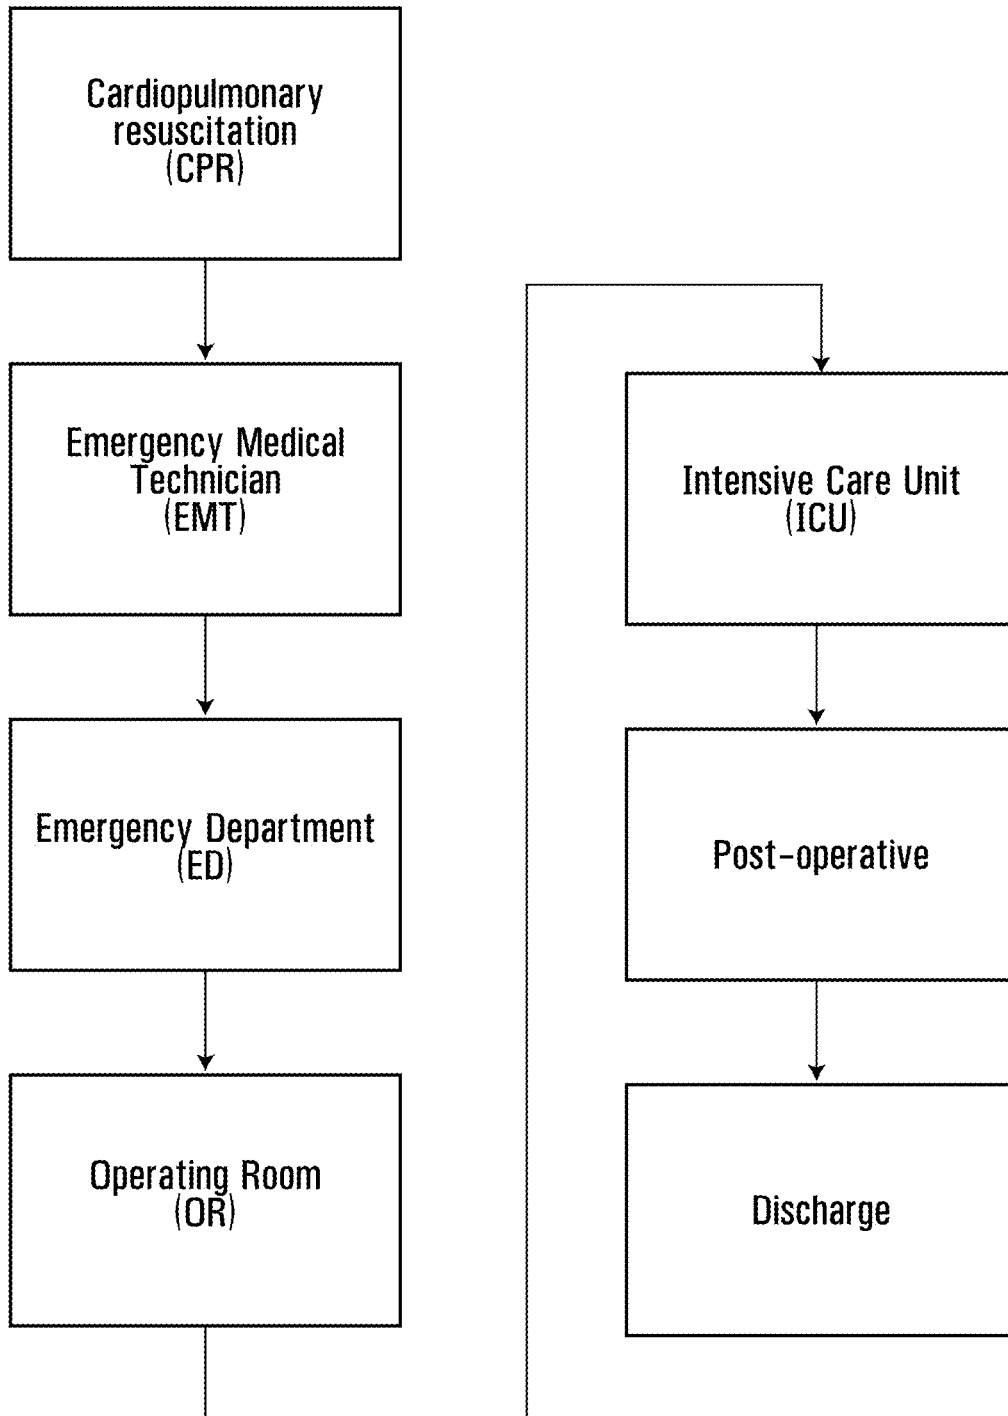 Cardiopulmonary
resuscitation
(CPR)
Emergency Medical
Technician
(EMT)
Emergency Department
(ED)
Operating Room
(OR)
Intensive Care Unit
(ICU)
Post-operative
Discharge